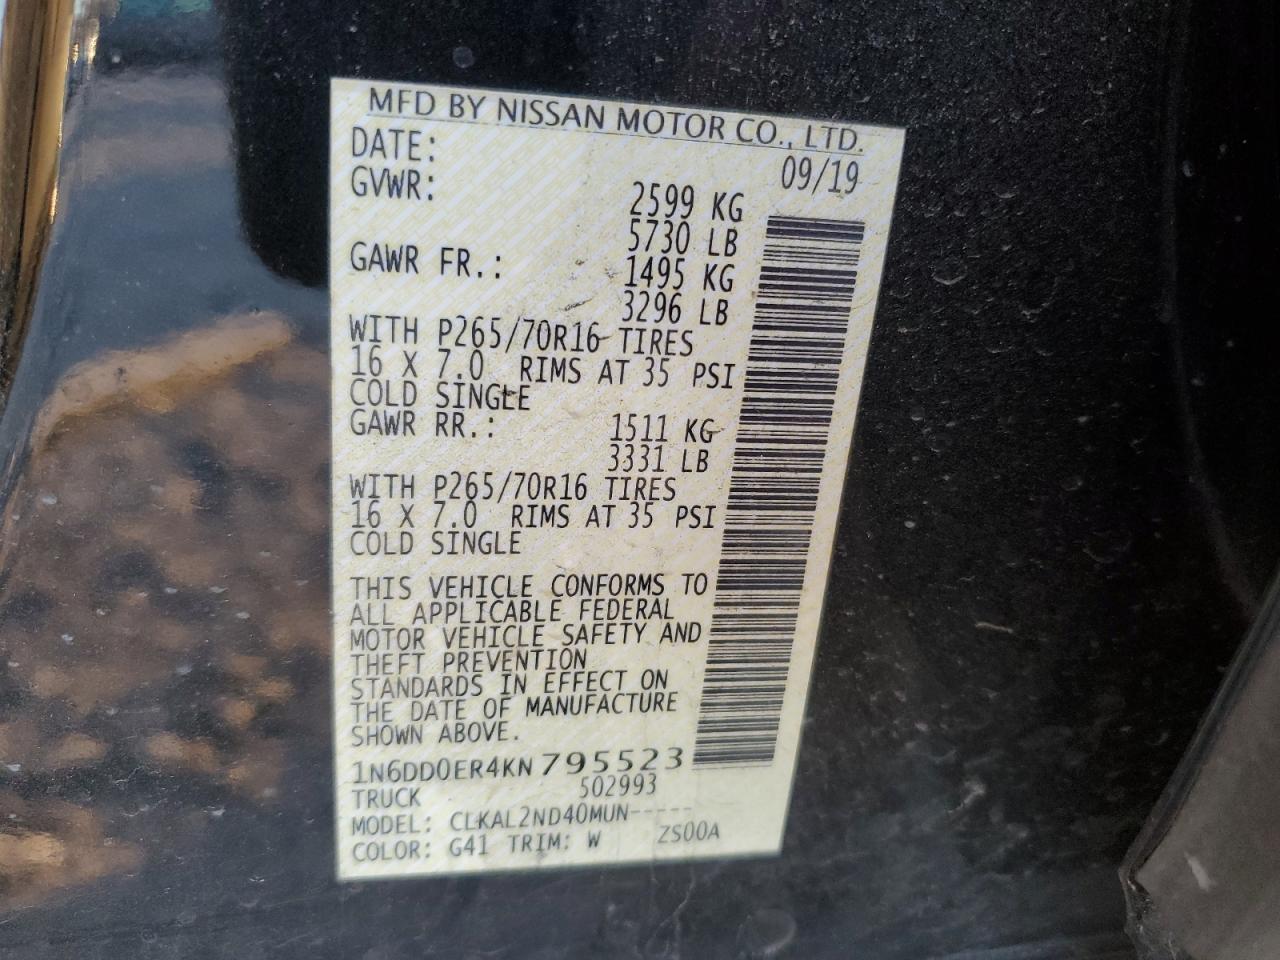 MFD BY NISSAN MOTOR CO., LTD.
DATE: 09/19
GVWR: 2599 KG
5730 LB
GAWR FR.: 1495 KG
3296 LB
WITH P265/70R16 TIRES
16 X 7.0 RIMS AT 35 PSI
COLD SINGLE
GAWR RR.: 1511 KG
3331 LB
WITH P265/70R16 TIRES
16 X 7.0 RIMS AT 35 PSI
COLD SINGLE
THIS VEHICLE CONFORMS TO
ALL APPLICABLE FEDERAL
MOTOR VEHICLE SAFETY AND
THEFT PREVENTION
STANDARDS IN EFFECT ON
THE DATE OF MANUFACTURE
SHOWN ABOVE.
1N6DD0ER4KN795523
TRUCK 502993
MODEL: CLKAL2ND40MUN-----
COLOR: G41 TRIM: W ZS00A